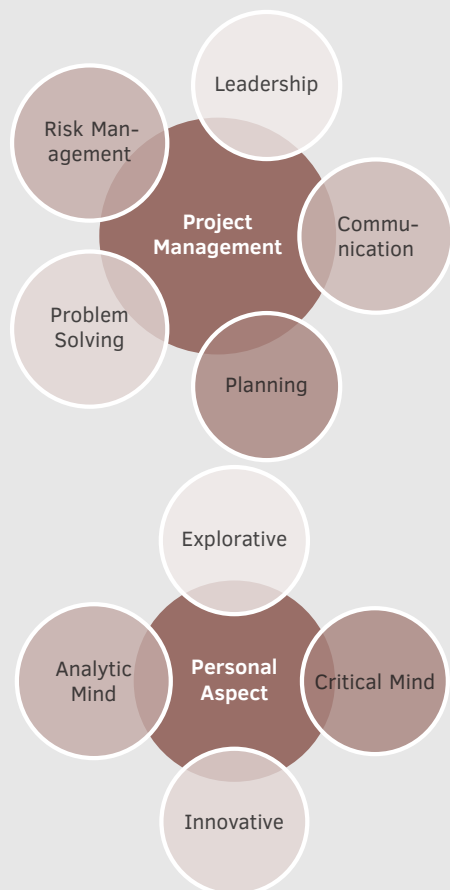 Leadership
Risk Man-
agement
Project
Management
Commu-
nication
Problem
Solving
Planning
Explorative
Analytic
Mind
Personal
Aspect
Critical Mind
Innovative